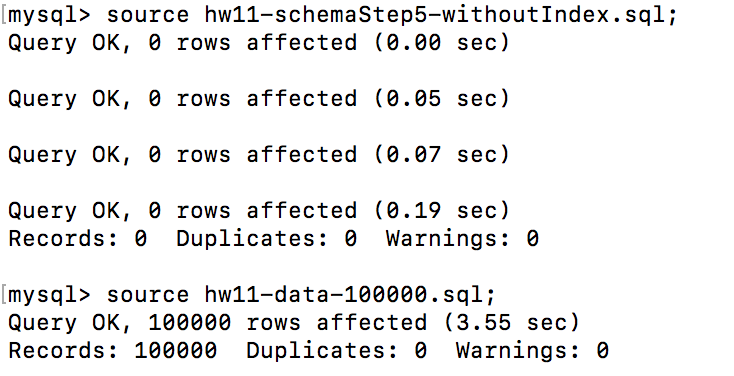 [mysql> source hw11-schemaStep5-withoutIndex.sql;
Query OK, 0 rows affected (0.00 sec)
Query OK, 0 rows affected (0.05 sec)
Query OK, 0 rows affected (0.07 sec)
Query OK, 0 rows affected (0.19 sec)
Records: 0  Duplicates: 0  Warnings: 0
[mysql> source hw11-data-100000.sql;
Query OK, 100000 rows affected (3.55 sec)
Records: 100000  Duplicates: 0  Warnings: 0